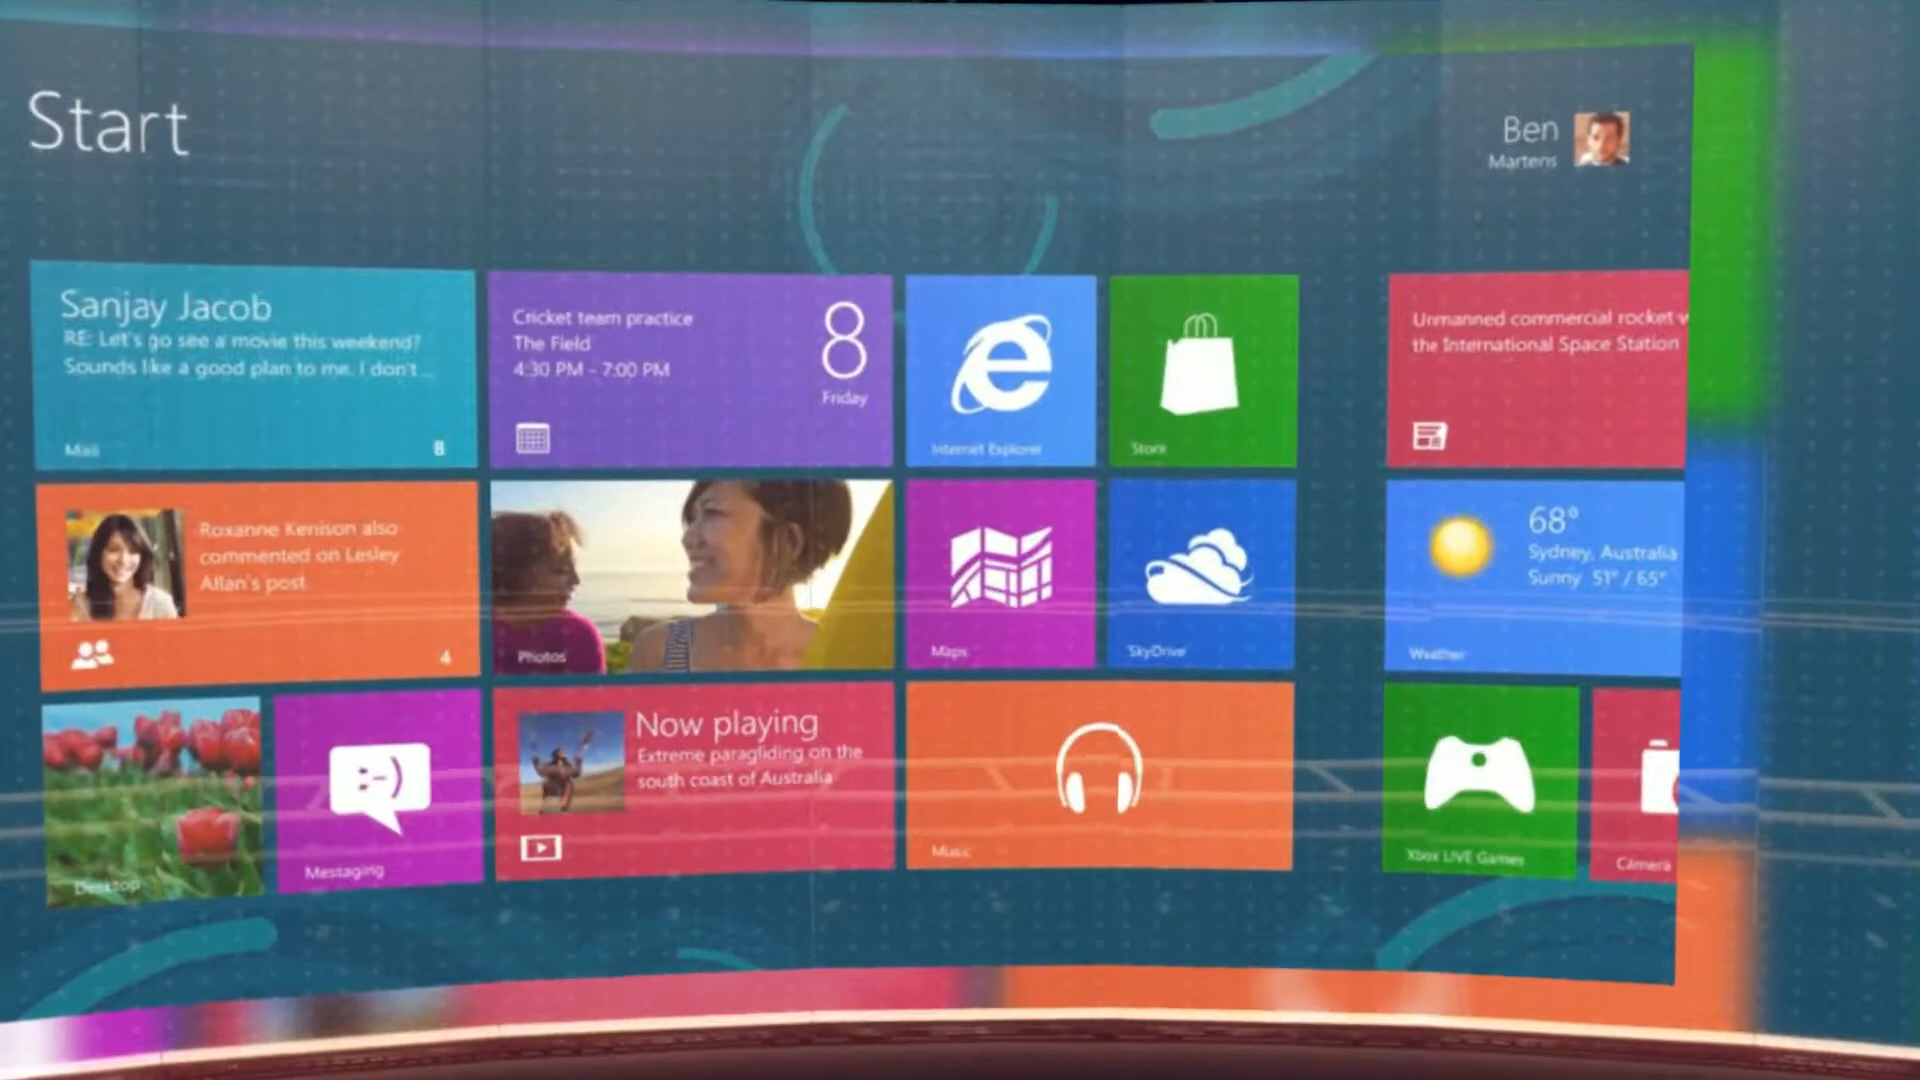 Start
Ben
Martens
Sanjay Jacob
RE: Let's go see a movie this weekend?
Sounds like a good plan to me. I don't ...
Mail
8
Cricket team practice
The Field
4:30 PM - 7:00 PM
8
Friday
Internet Explorer
Store
Unmanned commercial rocket
the International Space Station
Roxanne Kenison also
commented on Lesley
Allan's post
4
Photos
Maps
SkyDrive
68°
Sydney, Australia
Sunny 51° / 65°
Weather
Desktop
:-)
Messaging
Now playing
Extreme paragliding on the
south coast of Australia
Music
Xbox LIVE Games
Camera